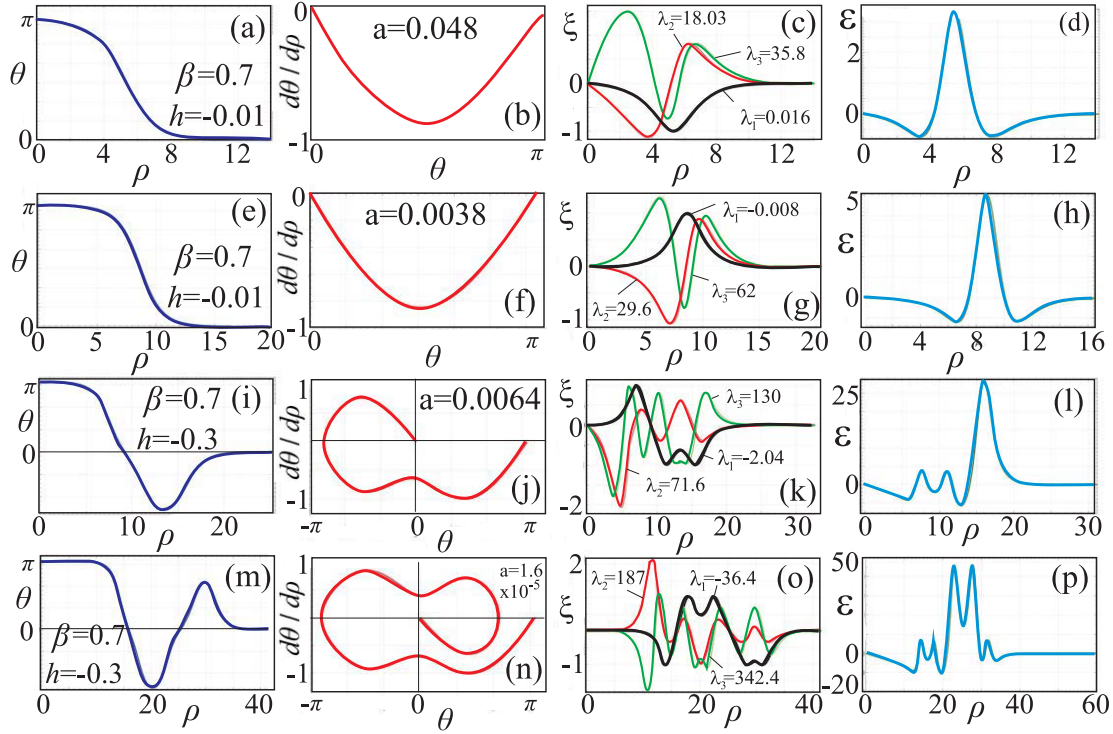 π
θ
0
(a)
β=0.7
h=-0.01
0 4 8 12
ρ
0
dθ/dρ
-1
a=0.048
(b)
0
θ
π
ξ
0
-1
λ₂=18.03
(c)
λ₃=35.8
λ₁=0.016
0 4 8 12
ρ
ε
2
0
(d)
0 4 8 12
ρ
π
θ
0
(e)
β=0.7
h=-0.01
0 5 10 15 20
ρ
0
dθ/dρ
-1
a=0.0038
(f)
0
θ
π
ξ
1
0
-1
λ₁=-0.008
λ₂=29.6
λ₃=62
(g)
0 5 10 15 20
ρ
5
ε
0
(h)
0 4 8 12 16
ρ
π
θ
0
β=0.7
(i)
h=-0.3
0 10 20
ρ
dθ/dρ
1
-1
a=0.0064
(j)
-π 0 π
θ
ξ
0
-2
λ₃=130
λ₁=-2.04
λ₂=71.6
(k)
0 10 20 30
ρ
25
ε
0
(l)
0 10 20 30
ρ
π
θ
0
(m)
β=0.7
h=-0.3
0 20 40
ρ
dθ/dρ
1
-1
a=1.6
x10⁻⁵
(n)
-π 0 π
θ
2
ξ
-1
λ₂=187
λ₁=-36.4
(o)
λ₃=342.4
0 20 40
ρ
50
ε
0
-20
(p)
0 20 40 60
ρ